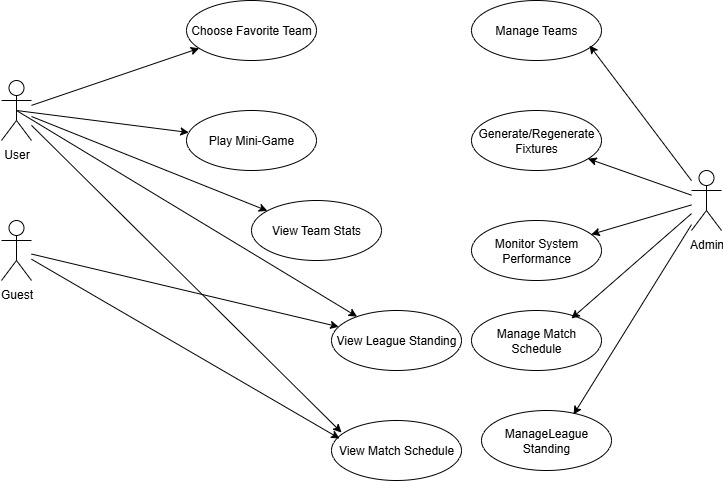 Choose Favorite Team
Manage Teams
Play Mini-Game
Generate/Regenerate
Fixtures
User
View Team Stats
Monitor System
Performance
Admin
Guest
View League Standing
Manage Match
Schedule
View Match Schedule
ManageLeague
Standing